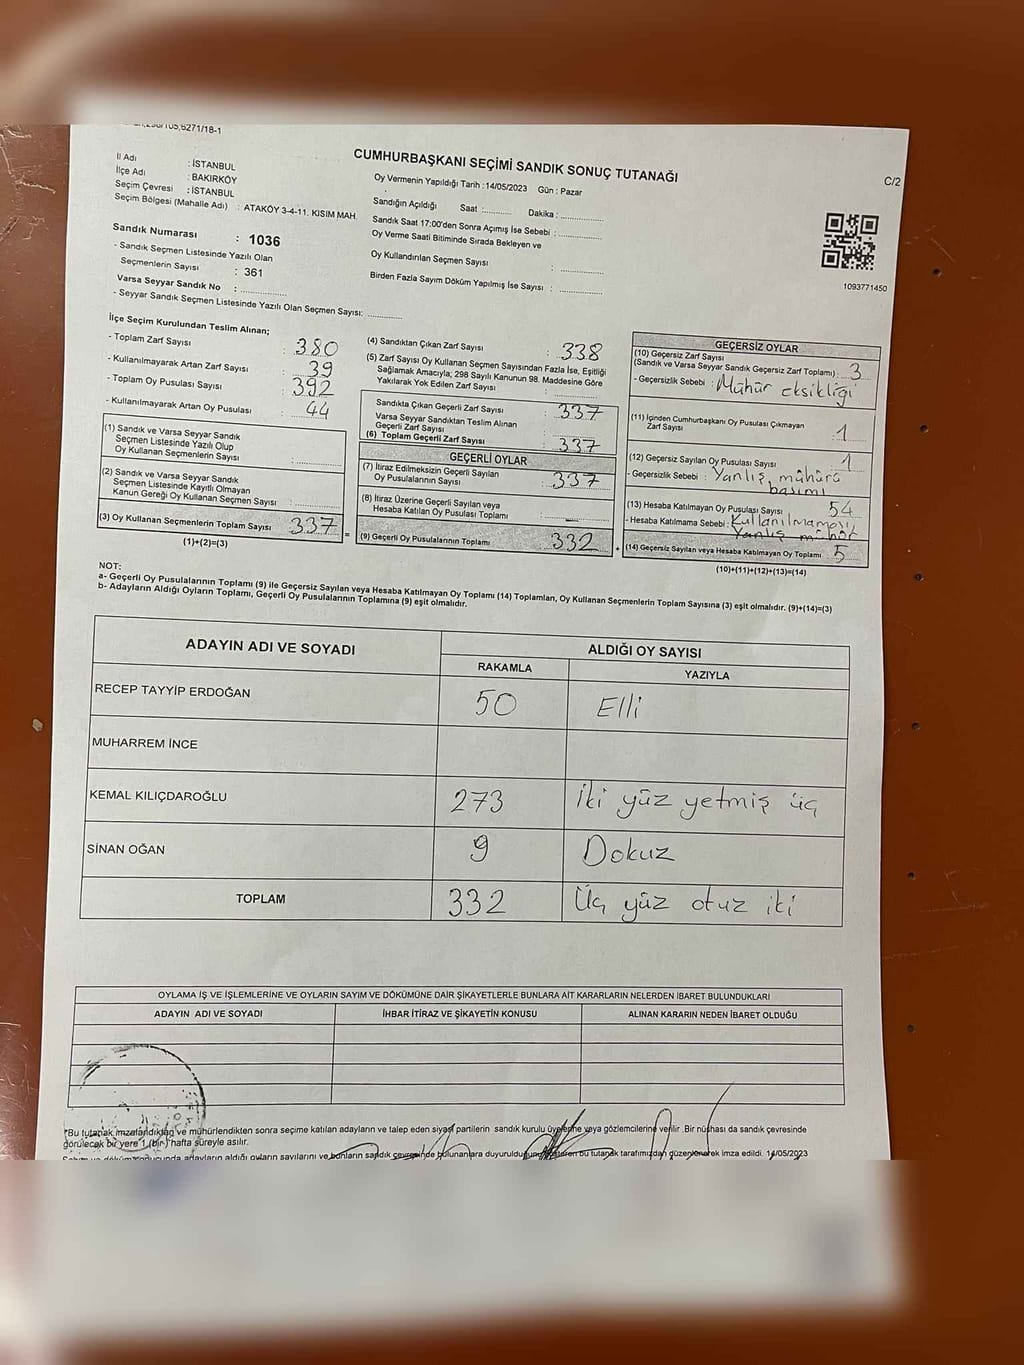 5271/18-1
CUMHURBAŞKANI SEÇİMİ SANDIK SONUÇ TUTANAĞI
C/2
İl Adı : İSTANBUL
İlçe Adı : BAKIRKÖY
Seçim Çevresi : İSTANBUL
Seçim Bölgesi (Mahalle Adı) : ATAKÖY 3-4-11. KISIM MAH.
Sandık Numarası : 1036
- Sandık Seçmen Listesinde Yazılı Olan
Seçmenlerin Sayısı : 361
Varsa Seyyar Sandık No : ..............
- Seyyar Sandık Seçmen Listesinde Yazılı Olan Seçmen Sayısı: ............
Oy Vermenin Yapıldığı Tarih : 14/05/2023 Gün : Pazar
Sandığın Açıldığı Saat :.......... Dakika : ..............
Sandık Saat 17:00'den Sonra Açımış İse Sebebi : ..............
Oy Verme Saati Bitiminde Sırada Bekleyen ve
Oy Kullandırılan Seçmen Sayısı : ..............
Birden Fazla Sayım Döküm Yapılmış İse Sayısı : ..............
1093771450
İlçe Seçim Kurulundan Teslim Alınan;
- Toplam Zarf Sayısı : 380
- Kullanılmayarak Artan Zarf Sayısı : 39
- Toplam Oy Pusulası Sayısı : 392
- Kullanılmayarak Artan Oy Pusulası : 44
(1) Sandık ve Varsa Seyyar Sandık
Seçmen Listesinde Yazılı Olup
Oy Kullanan Seçmenlerin Sayısı : ..............
(2) Sandık ve Varsa Seyyar Sandık
Seçmen Listesinde Kayıtlı Olmayan
Kanun Gereği Oy Kullanan Seçmen Sayısı : ..............
(3) Oy Kullanan Seçmenlerin Toplam Sayısı : 337
(1)+(2)=(3)
(4) Sandıktan Çıkan Zarf Sayısı : 338
(5) Zarf Sayısı Oy Kullanan Seçmen Sayısından Fazla İse, Eşitliği
Sağlamak Amacıyla; 298 Sayılı Kanunun 98. Maddesine Göre
Yakılarak Yok Edilen Zarf Sayısı : ..............
Sandıkta Çıkan Geçerli Zarf Sayısı : 337
Varsa Seyyar Sandıktan Teslim Alınan
Geçerli Zarf Sayısı : ..............
(6) Toplam Geçerli Zarf Sayısı : 337
GEÇERLİ OYLAR
(7) İtiraz Edilmeksizin Geçerli Sayılan
Oy Pusulalarının Sayısı : 337
(8) İtiraz Üzerine Geçerli Sayılan veya
Hesaba Katılan Oy Pusulası Toplamı : —
= (9) Geçerli Oy Pusulalarının Toplamı : 332 +
GEÇERSİZ OYLAR
(10) Geçersiz Zarf Sayısı
(Sandık ve Varsa Seyyar Sandık Geçersiz Zarf Toplamı) : 3
- Geçersizlik Sebebi : Mühür eksikliği
(11) İçinden Cumhurbaşkanı Oy Pusulası Çıkmayan
Zarf Sayısı : 1
(12) Geçersiz Sayılan Oy Pusulası Sayısı : 1
- Geçersizlik Sebebi : Yanlış mühürü
basımı
(13) Hesaba Katılmayan Oy Pusulası Sayısı : 54
- Hesaba Katılmama Sebebi : Kullanılmaması
Yanlış mühür
(14) Geçersiz Sayılan veya Hesaba Katılmayan Oy Toplamı : 5
(10)+(11)+(12)+(13)=(14)
NOT:
a- Geçerli Oy Pusulalarının Toplamı (9) ile Geçersiz Sayılan veya Hesaba Katılmayan Oy Toplamı (14) Toplamları, Oy Kullanan Seçmenlerin Toplam Sayısına (3) eşit olmalıdır. (9)+(14)=(3)
b- Adayların Aldığı Oyların Toplamı, Geçerli Oy Pusulalarının Toplamına (9) eşit olmalıdır.
ADAYIN ADI VE SOYADI ALDIĞI OY SAYISI
RAKAMLA YAZIYLA
RECEP TAYYİP ERDOĞAN 50 Elli
MUHARREM İNCE
KEMAL KILIÇDAROĞLU 273 İki yüz yetmiş üç
SİNAN OĞAN 9 Dokuz
TOPLAM 332 Üç yüz otuz iki
OYLAMA İŞ VE İŞLEMLERİNE VE OYLARIN SAYIM VE DÖKÜMÜNE DAİR ŞİKAYETLERLE BUNLARA AİT KARARLARIN NELERDEN İBARET BULUNDUKLARI
ADAYIN ADI VE SOYADI İHBAR İTİRAZ VE ŞİKAYETİN KONUSU ALINAN KARARIN NEDEN İBARET OLDUĞU
*Bu tutanak imzalandıktan ve mühürlendikten sonra seçime katılan adayların ve talep eden siyasi partilerin sandık kurulu üyelerine veya gözlemcilerine verilir .Bir nüshası da sandık çevresinde
görülecek bir yere 1 (bir) hafta süreyle asılır.
adayların aldığı oyların sayılarını ve bunların sandık çevresinde bulunanlara duyurulduğunu gösteren bu tutanak tarafımızdan düzenlenerek imza edildi. 14/05/2023